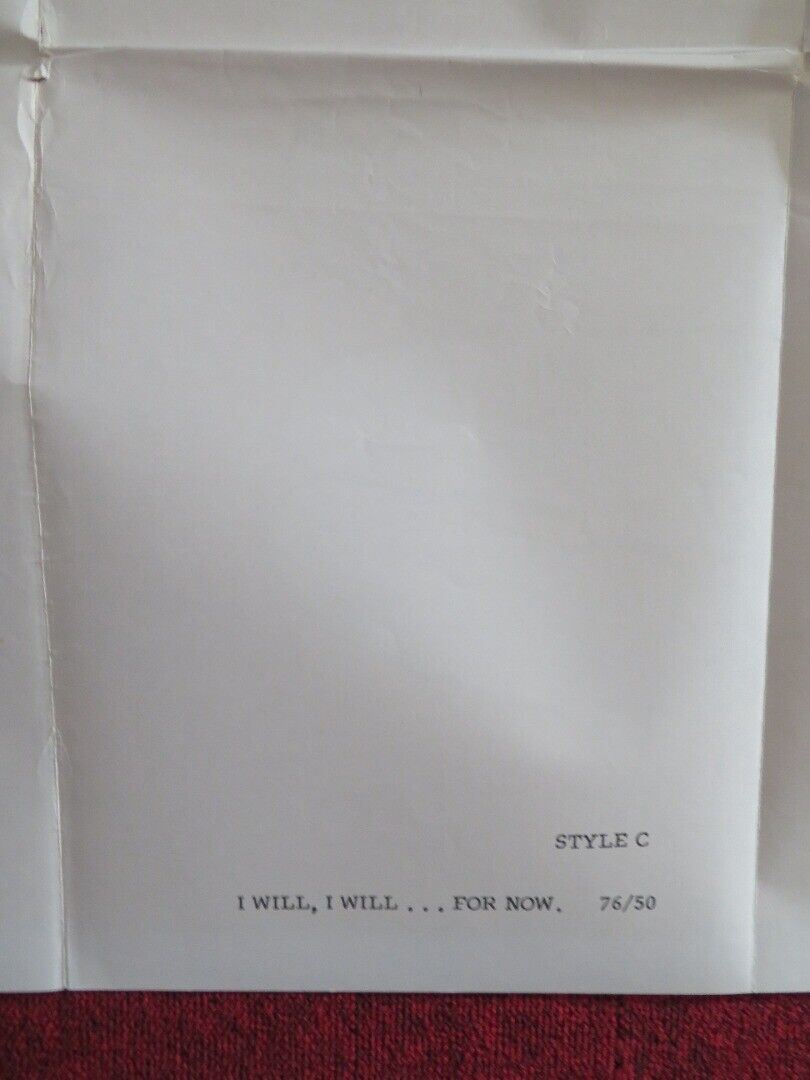 STYLE C
I WILL, I WILL . . . FOR NOW. 76/50